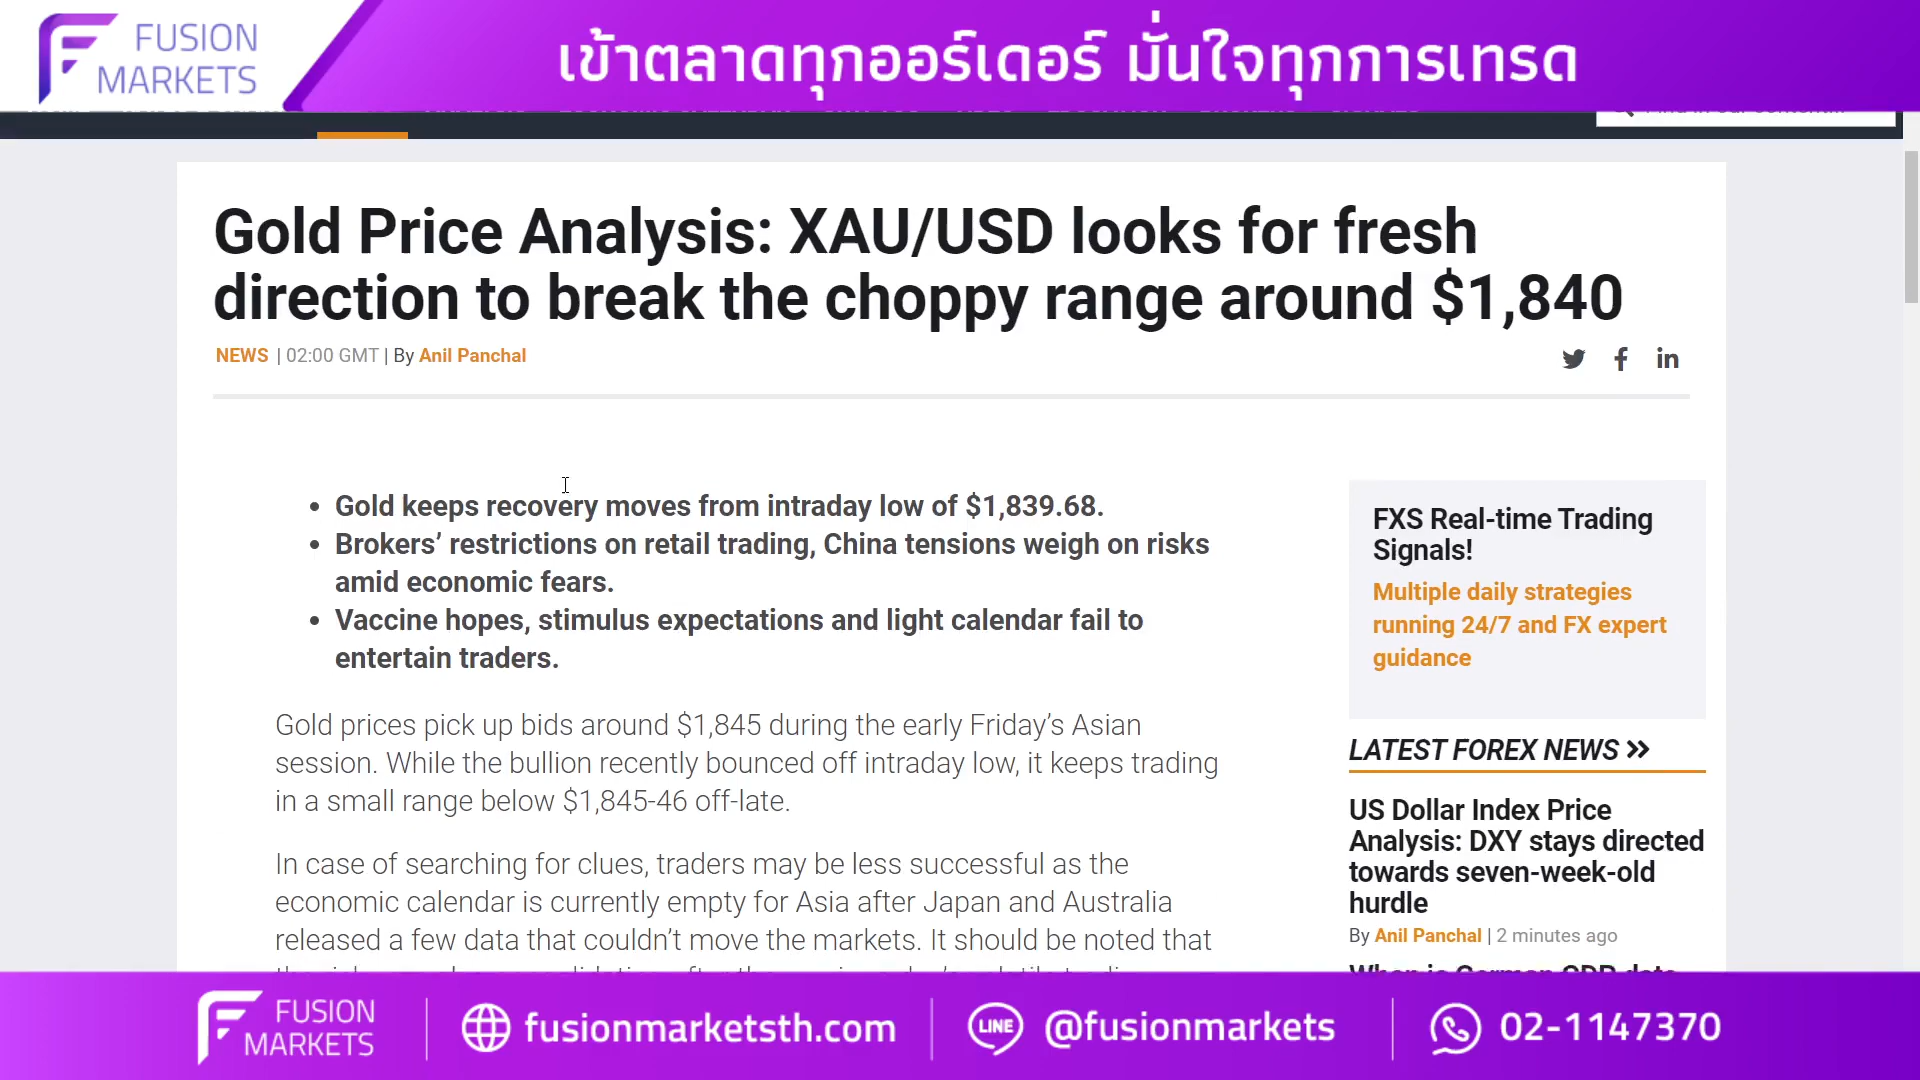 FUSION
MARKETS
เข้าตลาดทุกออร์เดอร์ มั่นใจทุกการเทรด
Gold Price Analysis: XAU/USD looks for fresh
direction to break the choppy range around $1,840
NEWS | 02:00 GMT | By Anil Panchal
• Gold keeps recovery moves from intraday low of $1,839.68.
• Brokers’ restrictions on retail trading, China tensions weigh on risks
amid economic fears.
• Vaccine hopes, stimulus expectations and light calendar fail to
entertain traders.
Gold prices pick up bids around $1,845 during the early Friday’s Asian
session. While the bullion recently bounced off intraday low, it keeps trading
in a small range below $1,845-46 off-late.
In case of searching for clues, traders may be less successful as the
economic calendar is currently empty for Asia after Japan and Australia
released a few data that couldn’t move the markets. It should be noted that
FXS Real-time Trading
Signals!
Multiple daily strategies
running 24/7 and FX expert
guidance
LATEST FOREX NEWS
US Dollar Index Price
Analysis: DXY stays directed
towards seven-week-old
hurdle
By Anil Panchal | 2 minutes ago
When is German GDP data
FUSION
MARKETS
fusionmarketsth.com
LINE
@fusionmarkets
02-1147370